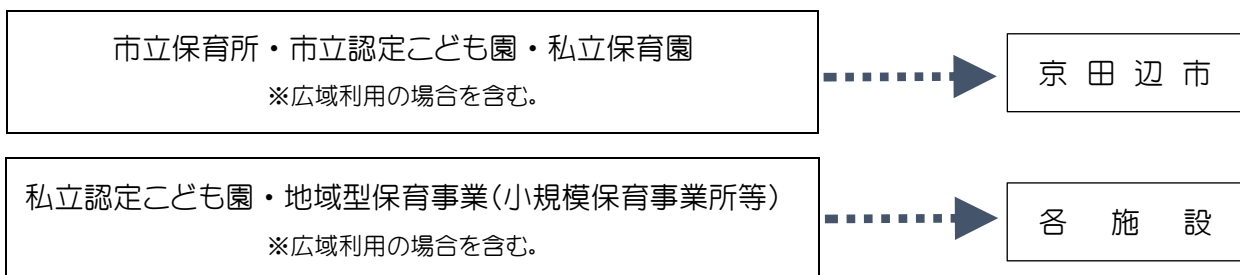 市立保育所・市立認定こども園・私立保育園
※広域利用の場合を含む。
京田辺市
私立認定こども園・地域型保育事業(小規模保育事業所等)
※広域利用の場合を含む。
各施設